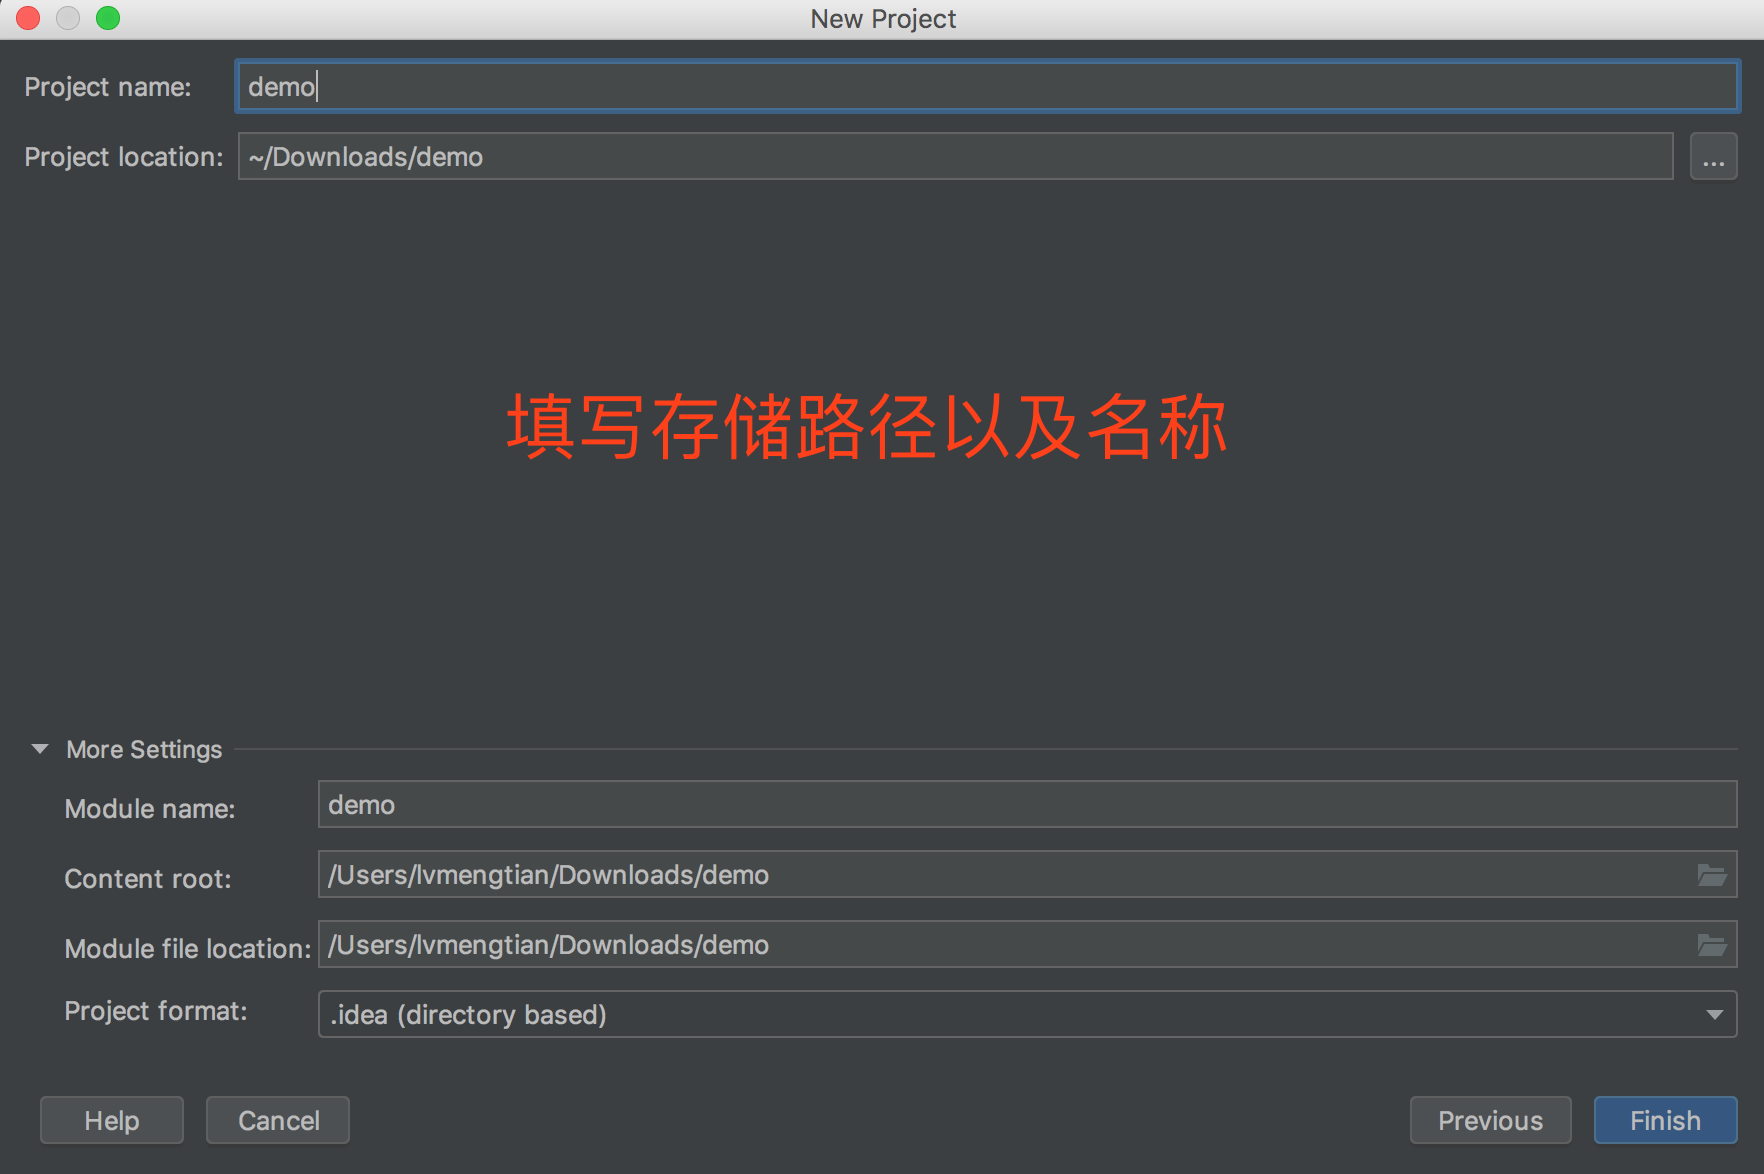 New Project
Project name: demo
Project location: ~/Downloads/demo ...
填写存储路径以及名称
More Settings
Module name: demo
Content root: /Users/lvmengtian/Downloads/demo
Module file location: /Users/lvmengtian/Downloads/demo
Project format: .idea (directory based)
Help Cancel Previous Finish